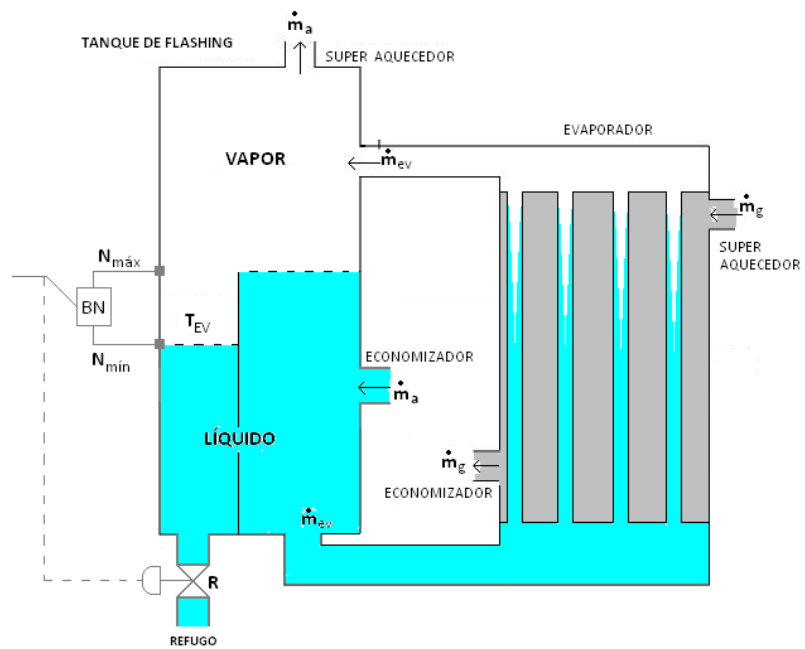 ṁa
TANQUE DE FLASHING
SUPER AQUECEDOR
EVAPORADOR
VAPOR
ṁev
ṁg
SUPER
AQUECEDOR
Nmáx
BN
TEV
Nmín
ECONOMIZADOR
ṁa
LÍQUIDO
ṁg
ECONOMIZADOR
ṁev
R
REFUGO